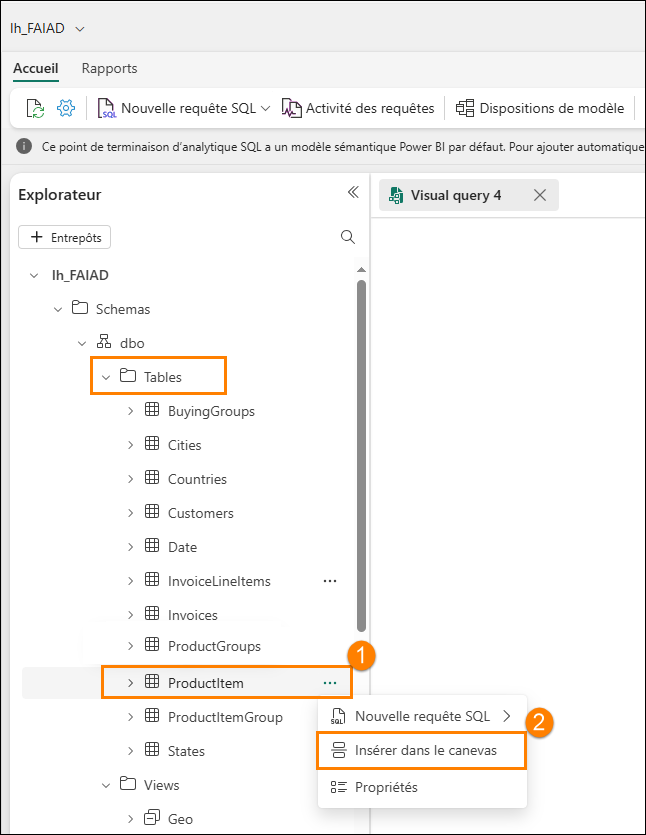 lh_FAIAD
Accueil Rapports
SQL Nouvelle requête SQL Activité des requêtes Dispositions de modèle
Ce point de terminaison d'analytique SQL a un modèle sémantique Power BI par défaut. Pour ajouter automatique
Explorateur
Visual query 4
+ Entrepôts
lh_FAIAD
Schemas
dbo
Tables
BuyingGroups
Cities
Countries
Customers
Date
InvoiceLineItems ...
Invoices
ProductGroups
1
ProductItem ...
ProductItemGroup
SQL Nouvelle requête SQL
2
States
Insérer dans le canevas
Views
Propriétés
Geo